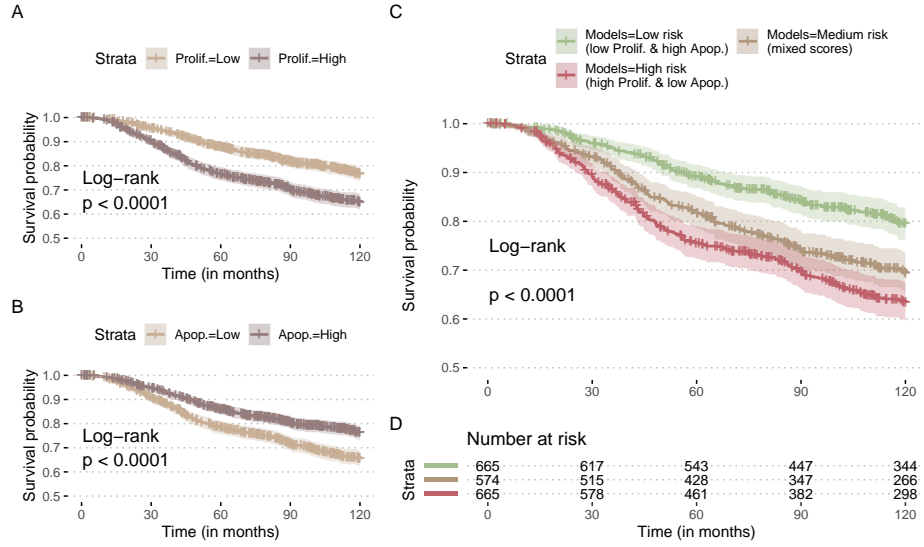 A
Strata Prolif.=Low Prolif.=High
Survival probability
1.0
0.9
0.8
0.7
0.6
0.5
Log−rank
p < 0.0001
0 30 60 90 120
Time (in months)
B
Strata Apop.=Low Apop.=High
Survival probability
1.0
0.9
0.8
0.7
0.6
0.5
Log−rank
p < 0.0001
0 30 60 90 120
Time (in months)
C
Strata
Models=Low risk
(low Prolif. & high Apop.)
Models=Medium risk
(mixed scores)
Models=High risk
(high Prolif. & low Apop.)
Survival probability
1.0
0.9
0.8
0.7
0.6
0.5
Log−rank
p < 0.0001
0 30 60 90 120
Time (in months)
D
Number at risk
Strata
665 617 543 447 344
574 515 428 347 266
665 578 461 382 298
0 30 60 90 120
Time (in months)